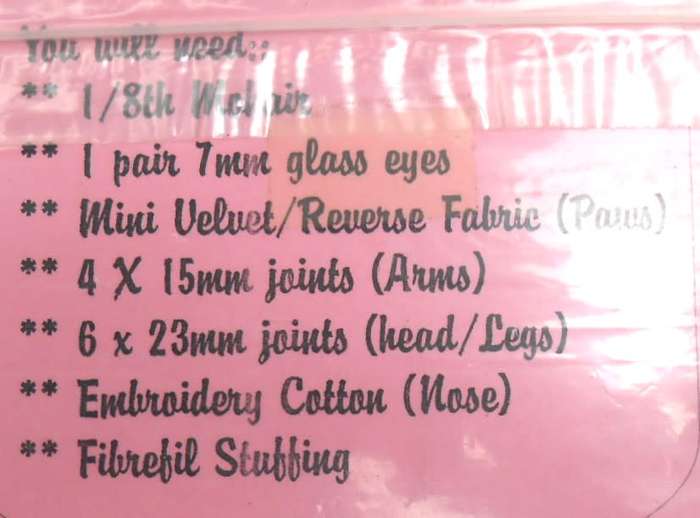 You will need:
** 1/8th Mohair
** 1 pair 7mm glass eyes
** Mini Velvet/Reverse Fabric (Paws)
** 4 X 15mm joints (Arms)
** 6 x 23mm joints (head/Legs)
** Embroidery Cotton (Nose)
** Fibrefil Stuffing